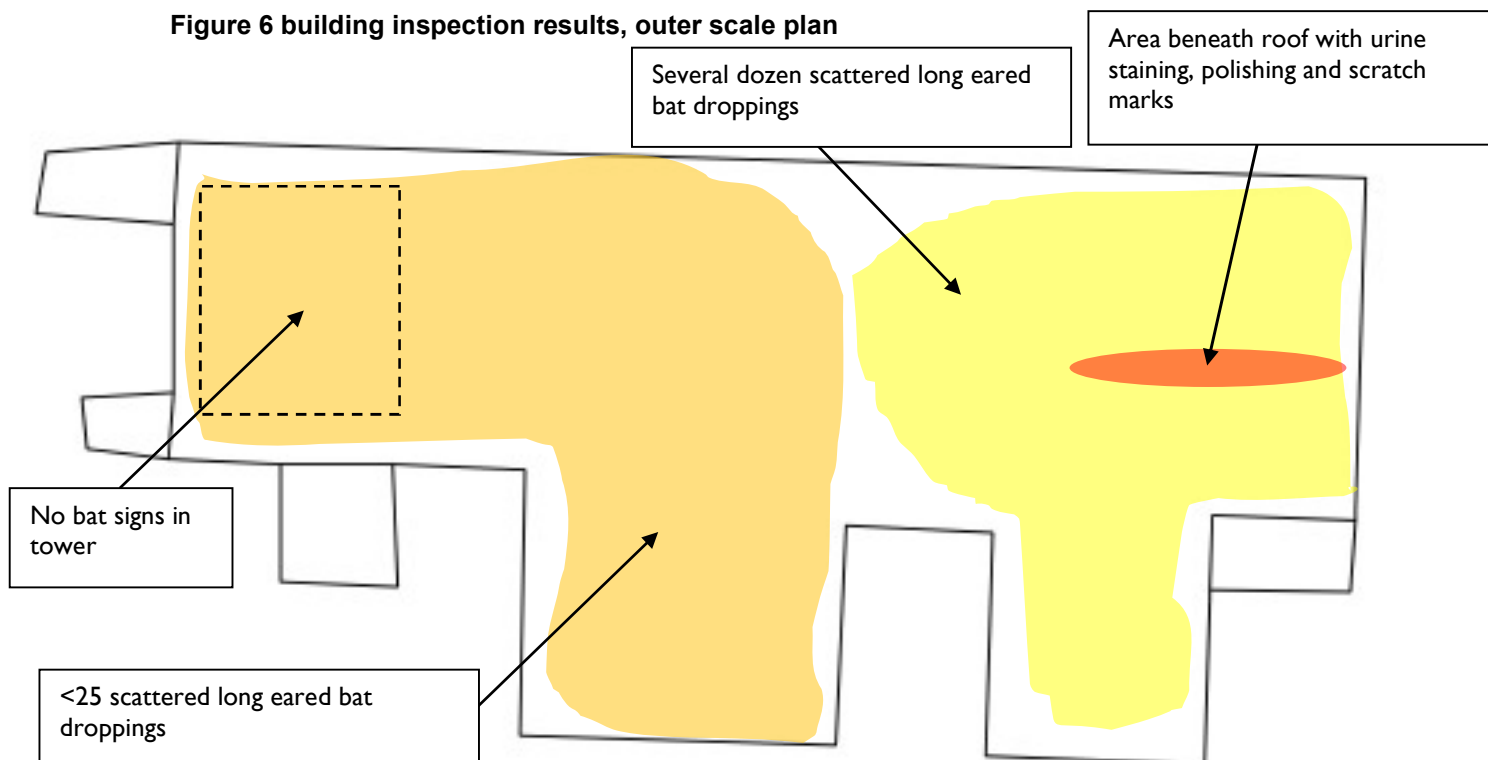 Figure 6 building inspection results, outer scale plan
Several dozen scattered long eared
bat droppings
Area beneath roof with urine
staining, polishing and scratch
marks
No bat signs in
tower
<25 scattered long eared bat
droppings